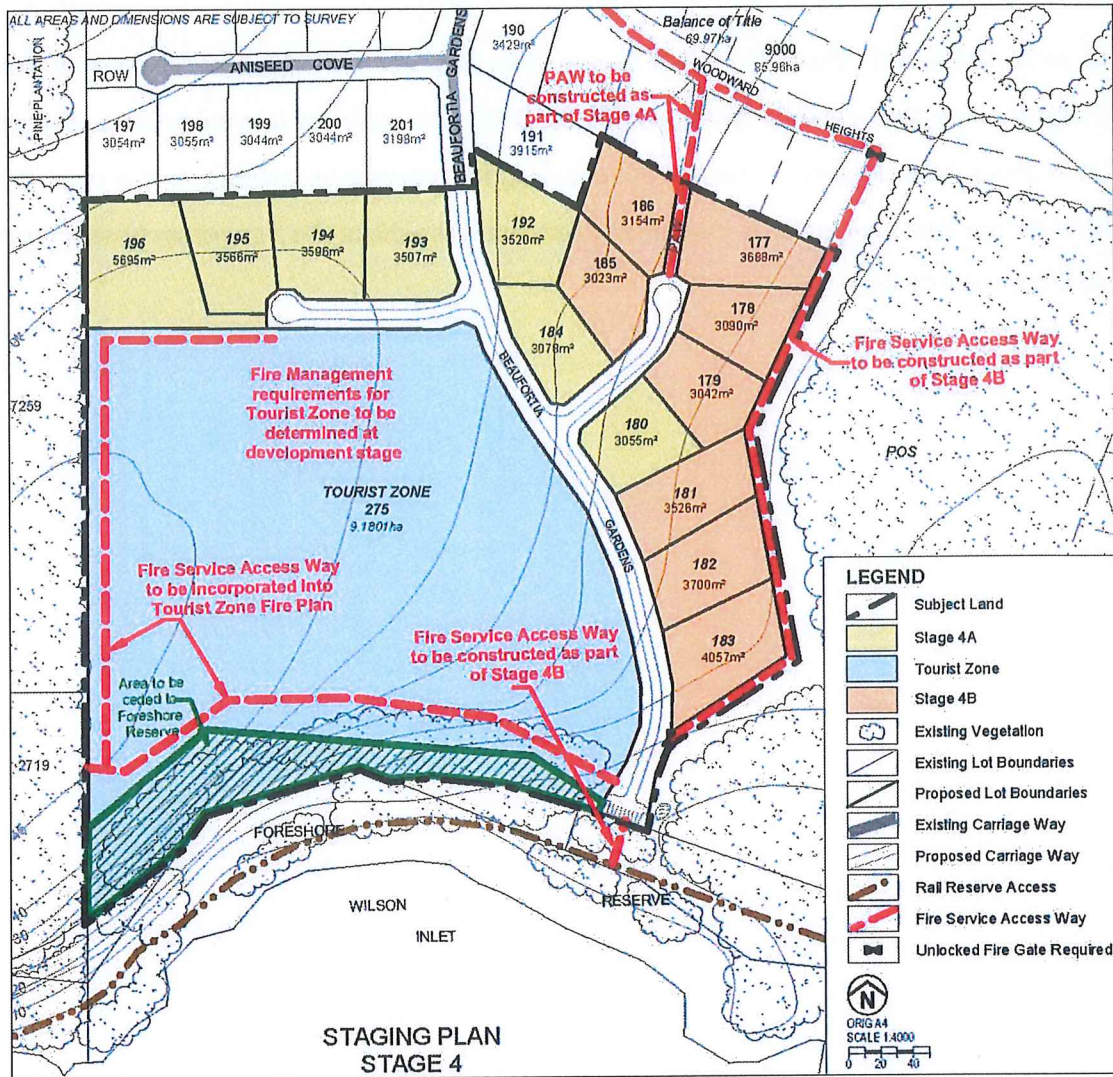 ALL AREAS AND DIMENSIONS ARE SUBJECT TO SURVEY
PINE PLANTATION
ROW
ANISEED COVE
BEAUFORTIA GARDENS
190
3429m²
Balance of Title
69.97ha
9000
85.96ha
WOODWARD
HEIGHTS
PAW to be
constructed as
part of Stage 4A
197
3054m²
198
3055m²
199
3044m²
200
3044m²
201
3198m²
191
3915m²
196
5695m²
195
3566m²
194
3596m²
193
3507m²
192
3520m²
186
3154m²
185
3023m²
177
3688m²
178
3090m²
184
3078m²
179
3042m²
180
3055m²
181
3526m²
182
3700m²
183
4057m²
BEAUFORTIA
GARDENS
Fire Service Access Way
to be constructed as part
of Stage 4B
POS
7259
Fire Management
requirements for
Tourist Zone to be
determined at
development stage
TOURIST ZONE
275
9.1801ha
Fire Service Access Way
to be incorporated into
Tourist Zone Fire Plan
Fire Service Access Way
to be constructed as part
of Stage 4B
Area to be
ceded to
Foreshore
Reserve
2719
FORESHORE
RESERVE
WILSON
INLET
40
30
20
10
STAGING PLAN
STAGE 4
LEGEND
Subject Land
Stage 4A
Tourist Zone
Stage 4B
Existing Vegetation
Existing Lot Boundaries
Proposed Lot Boundaries
Existing Carriage Way
Proposed Carriage Way
Rail Reserve Access
Fire Service Access Way
Unlocked Fire Gate Required
N
ORIG A4
SCALE 1:4000
0 20 40